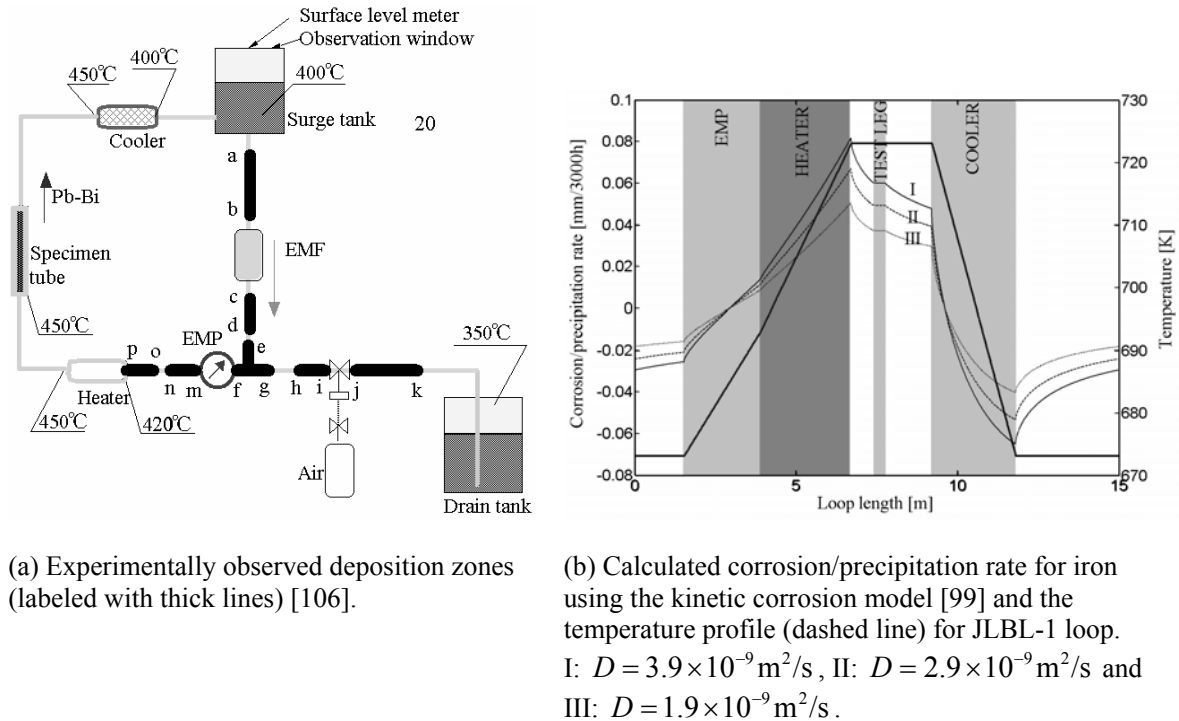 Surface level meter
Observation window
450℃
400℃
400℃
Cooler
Surge tank
20
a
Pb-Bi
b
EMF
Specimen
tube
c
d
450℃
EMP
e
350℃
p
o
n
m
f
g
h
i
j
k
Heater
450℃
420℃
Air
Drain tank
0.1
0.08
0.06
0.04
0.02
0
-0.02
-0.04
-0.06
-0.08
Corrosion/precipitation rate [mm/3000h]
EMP
HEATER
TEST LEG
COOLER
I
II
III
730
720
710
700
690
680
670
Temperature [K]
0
5
10
15
Loop length [m]
(a) Experimentally observed deposition zones
(labeled with thick lines) [106].
(b) Calculated corrosion/precipitation rate for iron
using the kinetic corrosion model [99] and the
temperature profile (dashed line) for JLBL-1 loop.
I: D = 3.9×10⁻⁹ m²/s , II: D = 2.9×10⁻⁹ m²/s and
III: D = 1.9×10⁻⁹ m²/s .